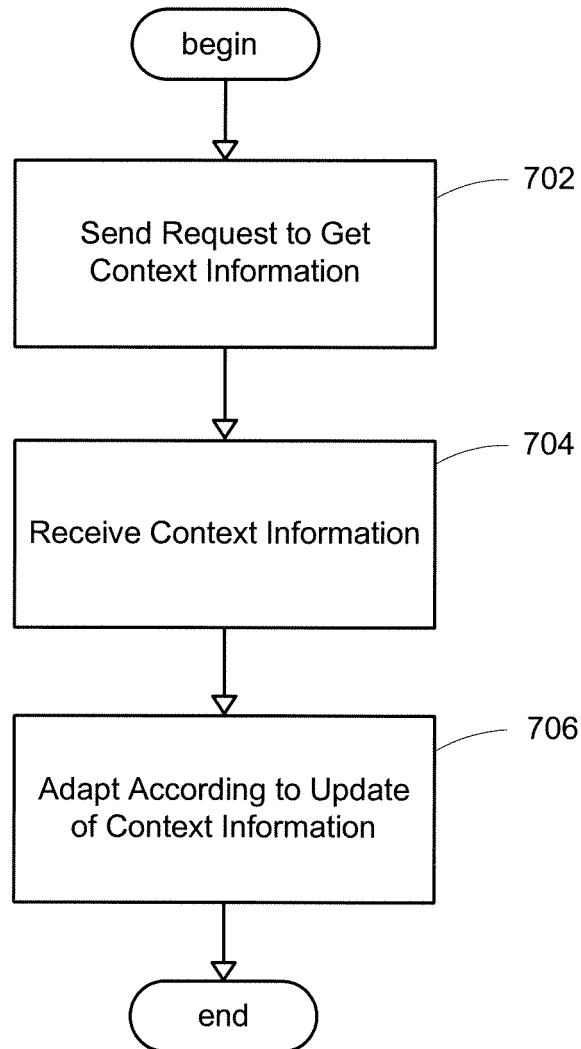 begin
702
Send Request to Get
Context Information
704
Receive Context Information
706
Adapt According to Update
of Context Information
end